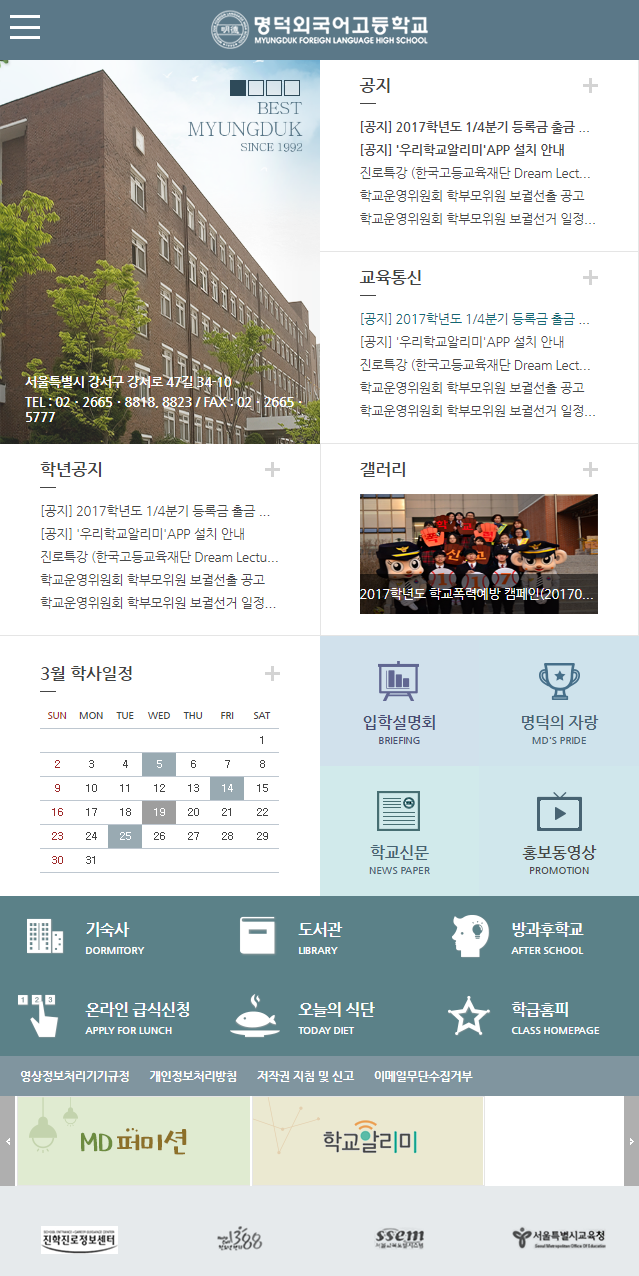 명덕외국어고등학교
MYUNGDUK FOREIGN LANGUAGE HIGH SCHOOL
BEST
MYUNGDUK
SINCE 1992
서울특별시 강서구 강서로 47길 34-10
TEL : 02 · 2665 · 8818, 8823 / FAX : 02 · 2665 ·
5777
공지
[공지] 2017학년도 1/4분기 등록금 출금 ...
[공지] '우리학교알리미'APP 설치 안내
진로특강 (한국고등교육재단 Dream Lect...
학교운영위원회 학부모위원 보궐선출 공고
학교운영위원회 학부모위원 보궐선거 일정...
교육통신
[공지] 2017학년도 1/4분기 등록금 출금 ...
[공지] '우리학교알리미'APP 설치 안내
진로특강 (한국고등교육재단 Dream Lect...
학교운영위원회 학부모위원 보궐선출 공고
학교운영위원회 학부모위원 보궐선거 일정...
학년공지
[공지] 2017학년도 1/4분기 등록금 출금 ...
[공지] '우리학교알리미'APP 설치 안내
진로특강 (한국고등교육재단 Dream Lectu...
학교운영위원회 학부모위원 보궐선출 공고
학교운영위원회 학부모위원 보궐선거 일정...
갤러리
2017학년도 학교폭력예방 캠페인(20170...
3월 학사일정
SUN MON TUE WED THU FRI SAT
1
2 3 4 5 6 7 8
9 10 11 12 13 14 15
16 17 18 19 20 21 22
23 24 25 26 27 28 29
30 31
입학설명회
BRIEFING
명덕의 자랑
MD'S PRIDE
학교신문
NEWS PAPER
홍보동영상
PROMOTION
기숙사
DORMITORY
도서관
LIBRARY
방과후학교
AFTER SCHOOL
1 2 3
온라인 급식신청
APPLY FOR LUNCH
오늘의 식단
TODAY DIET
학급홈피
CLASS HOMEPAGE
영상정보처리기기규정 개인정보처리방침 저작권 지침 및 신고 이메일무단수집거부
MD 퍼미션
학교알리미
진학진로정보센터
1388
ssem
서울특별시교육청
Seoul Metropolitan Office Of Education